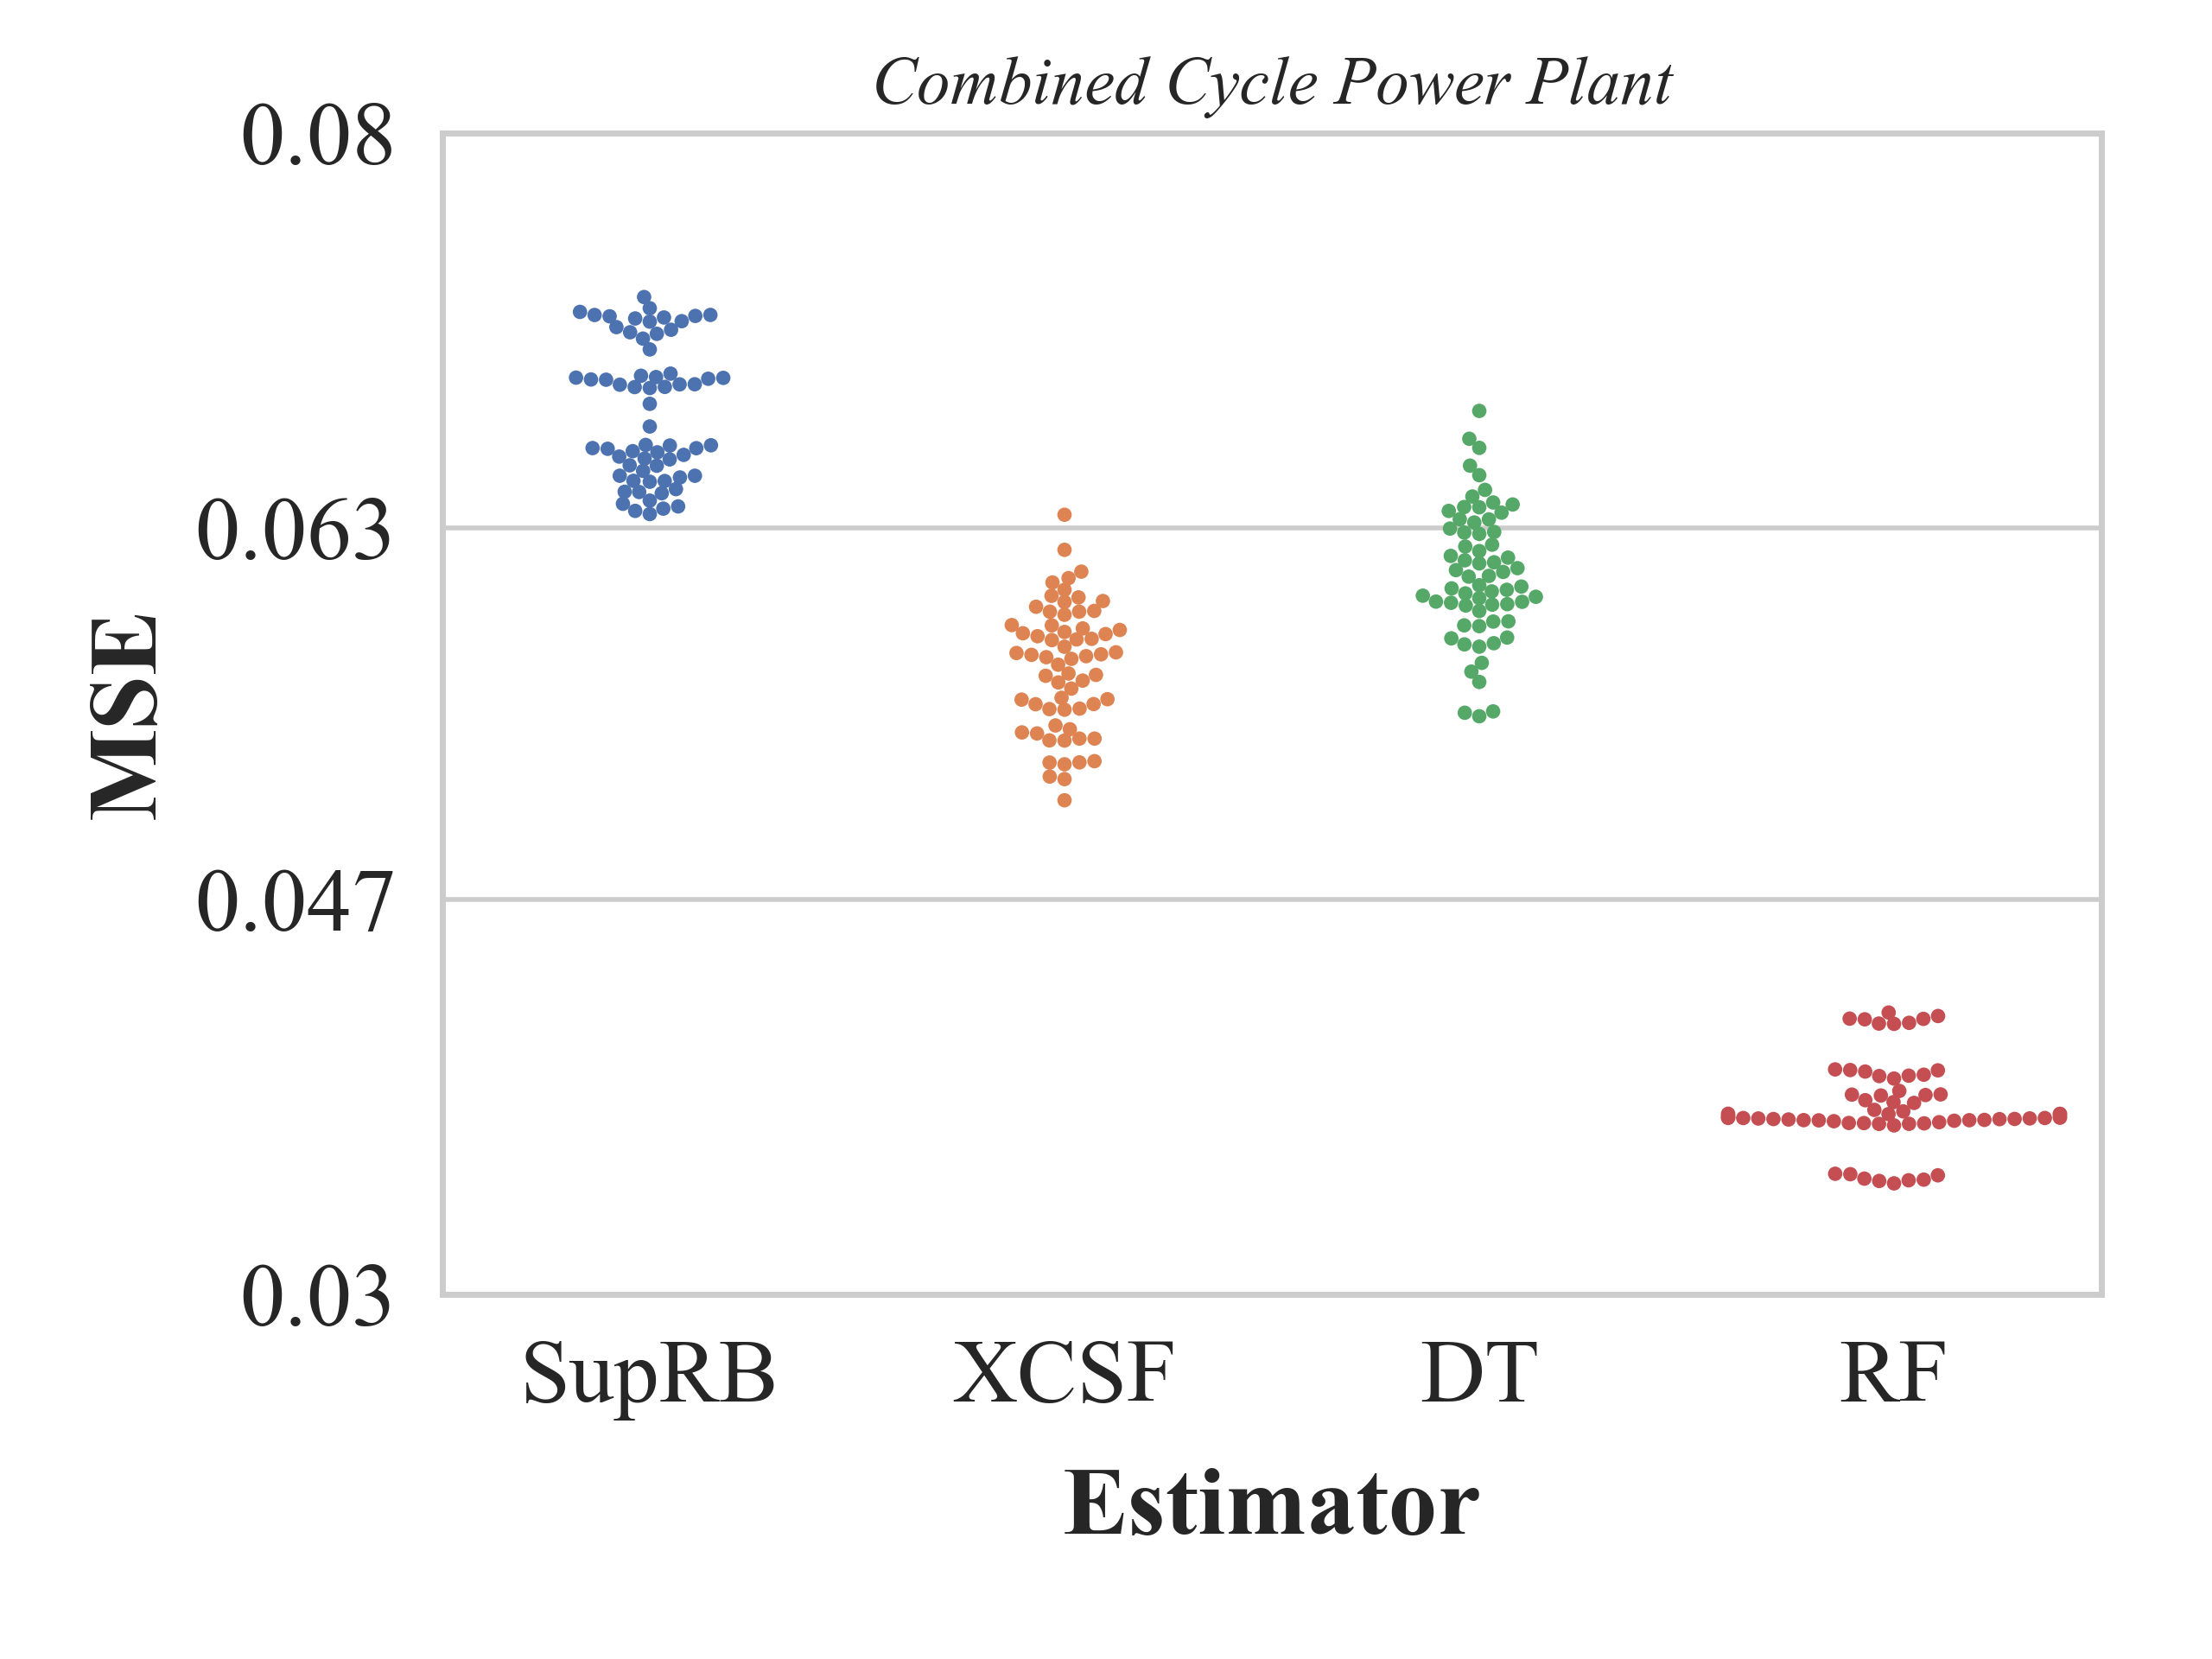 Combined Cycle Power Plant
0.08
0.063
0.047
0.03
MSE
SupRB XCSF DT RF
Estimator